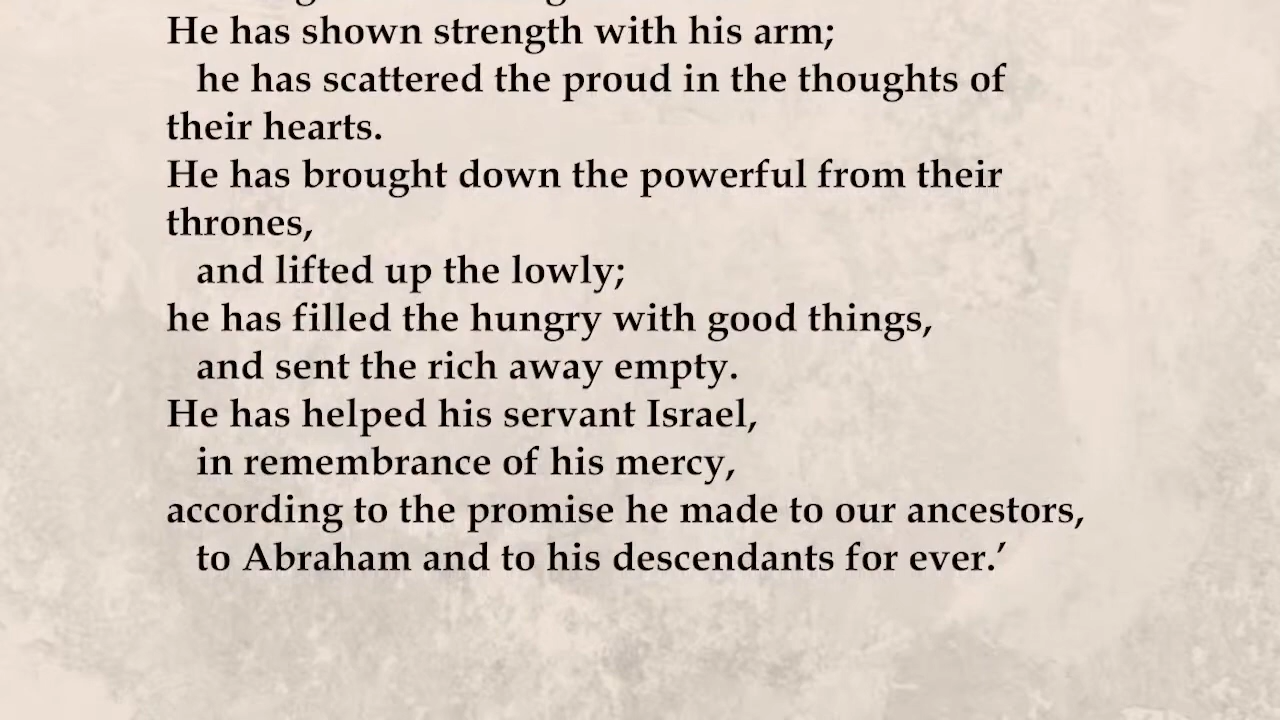 He has shown strength with his arm;
he has scattered the proud in the thoughts of
their hearts.
He has brought down the powerful from their
thrones,
and lifted up the lowly;
he has filled the hungry with good things,
and sent the rich away empty.
He has helped his servant Israel,
in remembrance of his mercy,
according to the promise he made to our ancestors,
to Abraham and to his descendants for ever.’